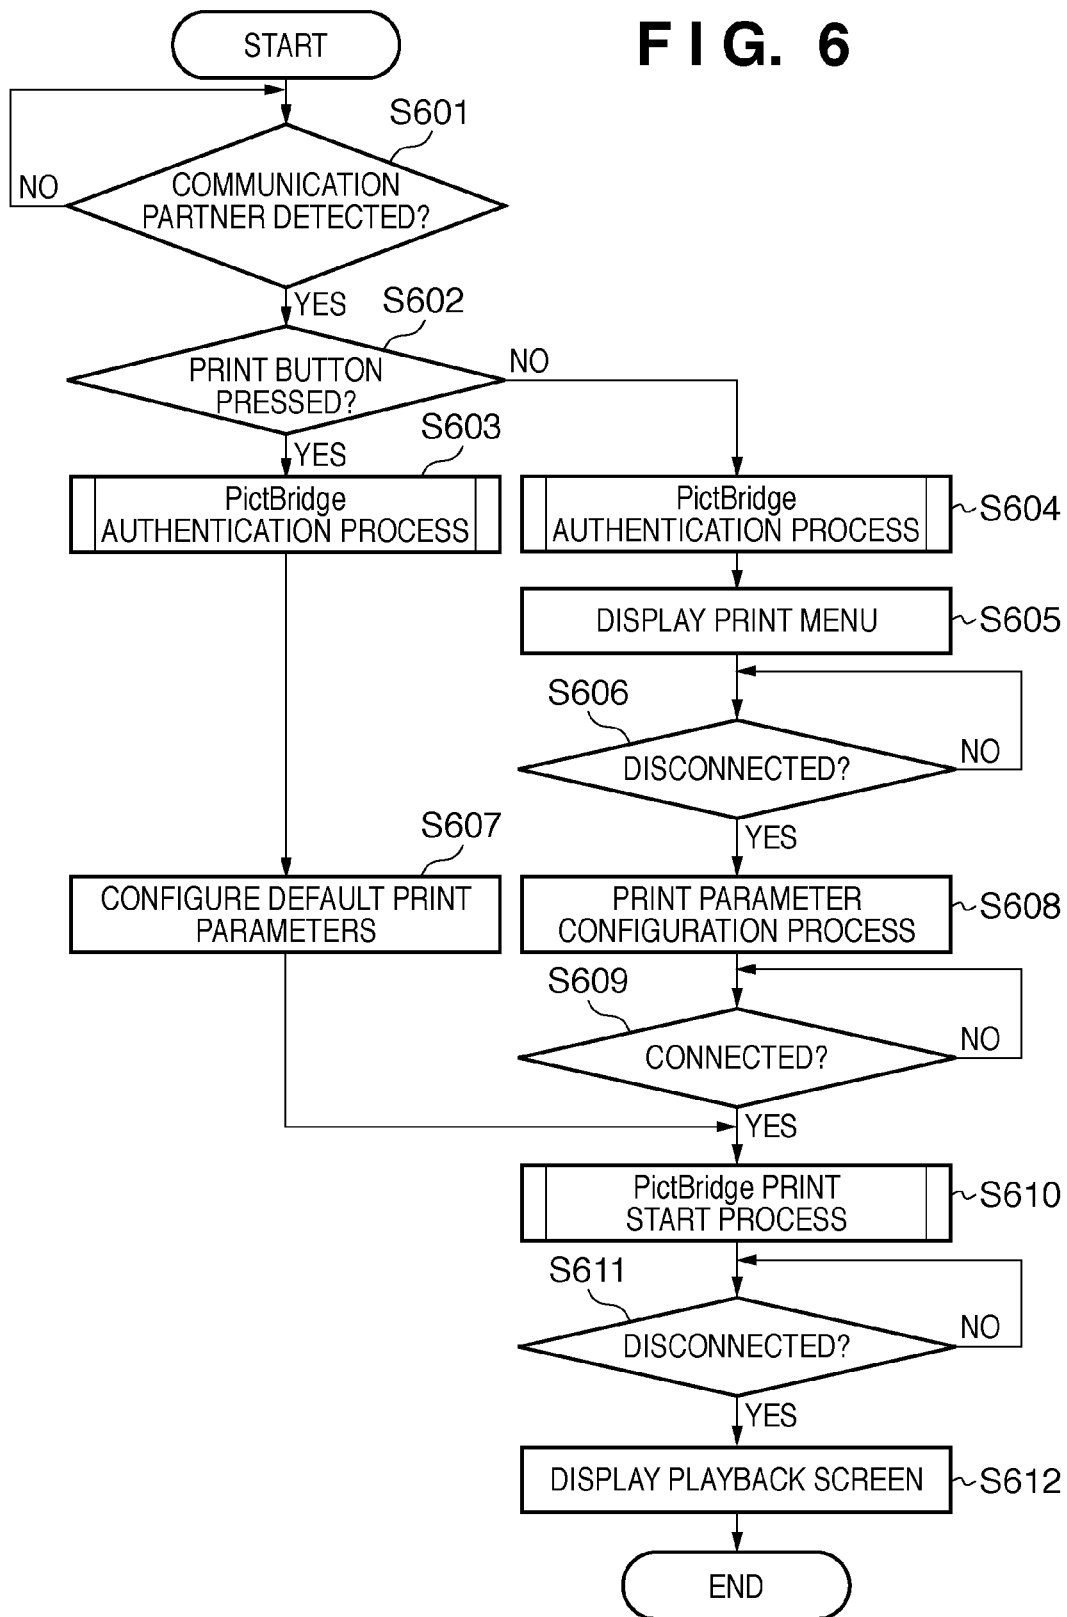 FIG. 6
START
S601
COMMUNICATION
PARTNER DETECTED?
NO
YES
S602
PRINT BUTTON
PRESSED?
NO
YES
S603
PictBridge
AUTHENTICATION PROCESS
PictBridge
AUTHENTICATION PROCESS
S604
DISPLAY PRINT MENU
S605
S606
DISCONNECTED?
NO
YES
S607
CONFIGURE DEFAULT PRINT
PARAMETERS
PRINT PARAMETER
CONFIGURATION PROCESS
S608
S609
CONNECTED?
NO
YES
PictBridge PRINT
START PROCESS
S610
S611
DISCONNECTED?
NO
YES
DISPLAY PLAYBACK SCREEN
S612
END